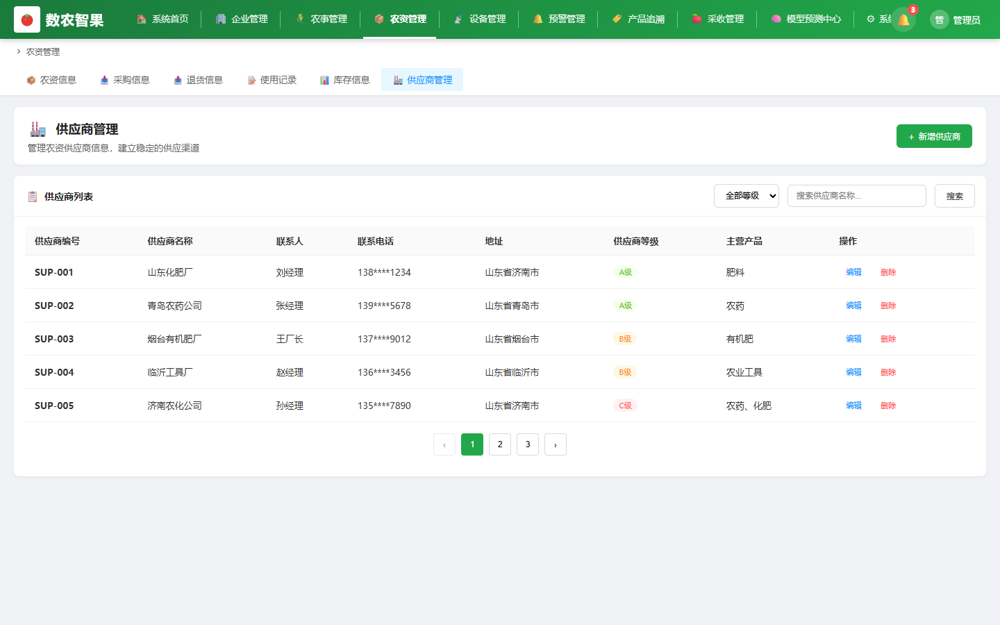 数农智果
系统首页
企业管理
农事管理
农资管理
设备管理
预警管理
产品追溯
采收管理
模型预测中心
系统
3
管
管理员
农资管理
农资信息
采购信息
退货信息
使用记录
库存信息
供应商管理
供应商管理
管理农资供应商信息，建立稳定的供应渠道
+ 新增供应商
供应商列表
全部等级
搜索供应商名称...
搜索
供应商编号 供应商名称 联系人 联系电话 地址 供应商等级 主营产品 操作
SUP-001 山东化肥厂 刘经理 138****1234 山东省济南市 A级 肥料 编辑 删除
SUP-002 青岛农药公司 张经理 139****5678 山东省青岛市 A级 农药 编辑 删除
SUP-003 烟台有机肥厂 王厂长 137****9012 山东省烟台市 B级 有机肥 编辑 删除
SUP-004 临沂工具厂 赵经理 136****3456 山东省临沂市 B级 农业工具 编辑 删除
SUP-005 济南农化公司 孙经理 135****7890 山东省济南市 C级 农药、化肥 编辑 删除
‹ 1 2 3 ›